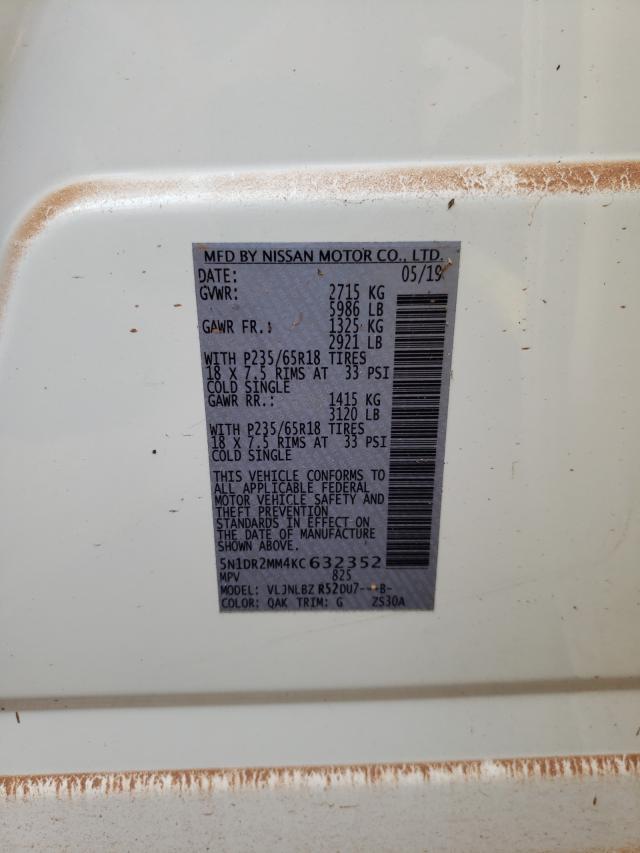 MFD BY NISSAN MOTOR CO., LTD.
DATE: 05/19
GVWR: 2715 KG
5986 LB
GAWR FR.: 1325 KG
2921 LB
WITH P235/65R18 TIRES
18 X 7.5 RIMS AT 33 PSI
COLD SINGLE
GAWR RR.: 1415 KG
3120 LB
WITH P235/65R18 TIRES
18 X 7.5 RIMS AT 33 PSI
COLD SINGLE
THIS VEHICLE CONFORMS TO
ALL APPLICABLE FEDERAL
MOTOR VEHICLE SAFETY AND
THEFT PREVENTION
STANDARDS IN EFFECT ON
THE DATE OF MANUFACTURE
SHOWN ABOVE.
5N1DR2MM4KC632352
MPV 825
MODEL: VLJNLBZ R52DU7---B-
COLOR: QAK TRIM: G ZS30A